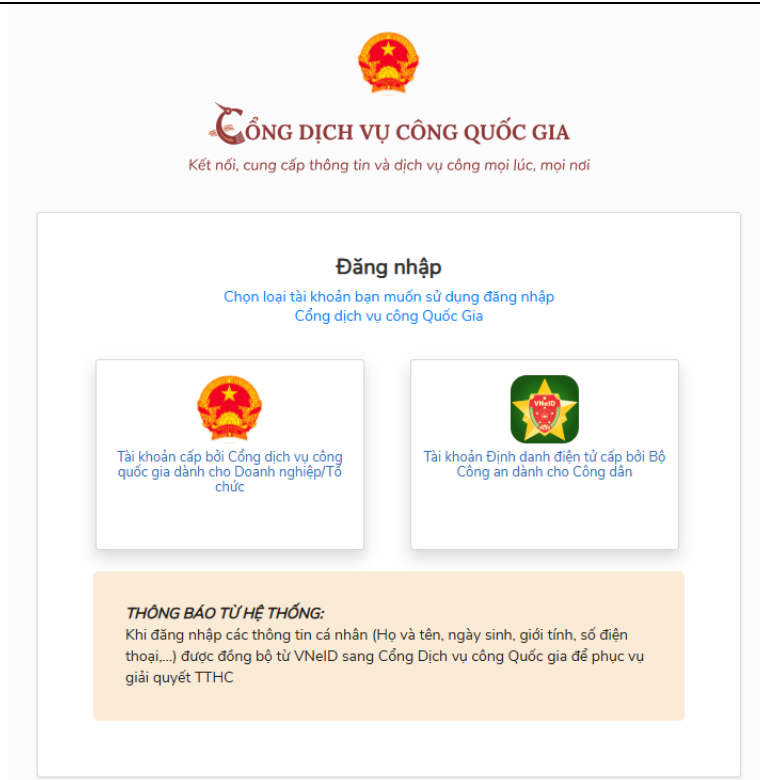 CỔNG DỊCH VỤ CÔNG QUỐC GIA
Kết nối, cung cấp thông tin và dịch vụ công mọi lúc, mọi nơi
Đăng nhập
Chọn loại tài khoản bạn muốn sử dụng đăng nhập
Cổng dịch vụ công Quốc Gia
Tài khoản cấp bởi Cổng dịch vụ công
quốc gia dành cho Doanh nghiệp/Tổ
chức
VNeID
Tài khoản Định danh điện tử cấp bởi Bộ
Công an dành cho Công dân
THÔNG BÁO TỪ HỆ THỐNG:
Khi đăng nhập các thông tin cá nhân (Họ và tên, ngày sinh, giới tính, số điện
thoại,...) được đồng bộ từ VNeID sang Cổng Dịch vụ công Quốc gia để phục vụ
giải quyết TTHC